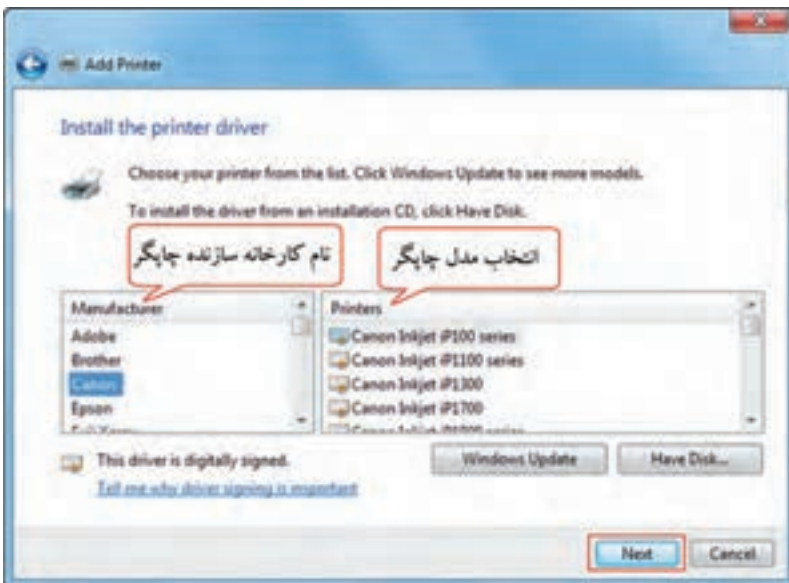 Add Printer
Install the printer driver
Choose your printer from the list. Click Windows Update to see more models.
To install the driver from an installation CD, click Have Disk.
نام کارخانه سازنده چاپگر
انتخاب مدل چاپگر
Manufacturer
Adobe
Brother
Canon
Epson
Printers
Canon Inkjet iP100 series
Canon Inkjet iP1100 series
Canon Inkjet iP1300
Canon Inkjet iP1700
This driver is digitally signed.
Tell me why driver signing is important
Windows Update
Have Disk...
Next
Cancel